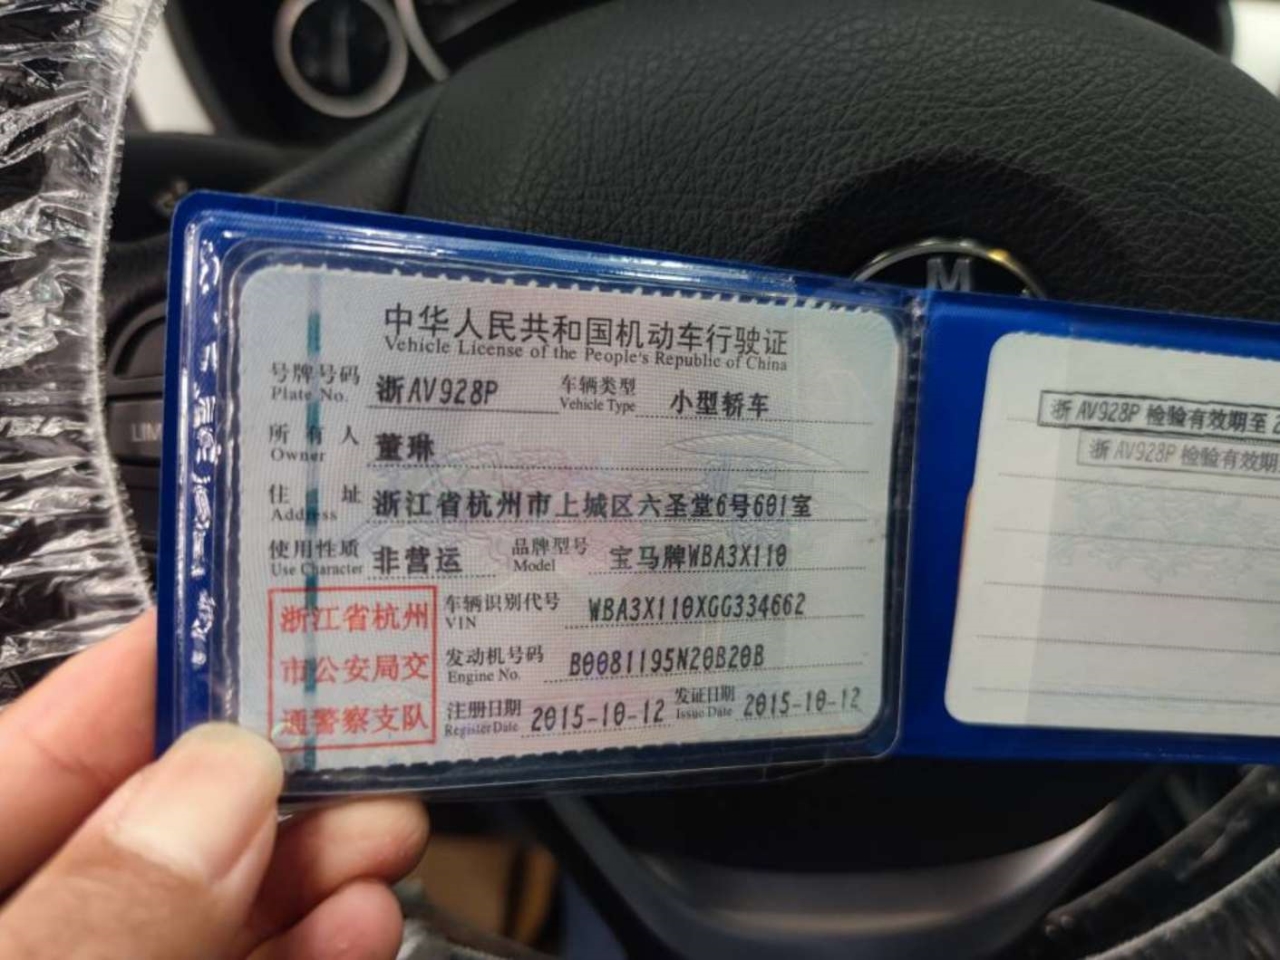 中华人民共和国机动车行驶证
Vehicle License of the People's Republic of China
号牌号码 浙AV928P 车辆类型 小型轿车
Plate No. Vehicle Type
所有人 董琳
Owner
住址 浙江省杭州市上城区六圣堂6号601室
Address
使用性质 非营运 品牌型号 宝马牌WBA3X110
Use Character Model
浙江省杭州
市公安局交
通警察支队
车辆识别代号 WBA3X110XGG334662
VIN
发动机号码 B0081195N20B20B
Engine No.
注册日期 2015-10-12 发证日期 2015-10-12
Register Date Issue Date
浙AV928P 检验有效期至 2
浙AV928P 检验有效期
LIM
M